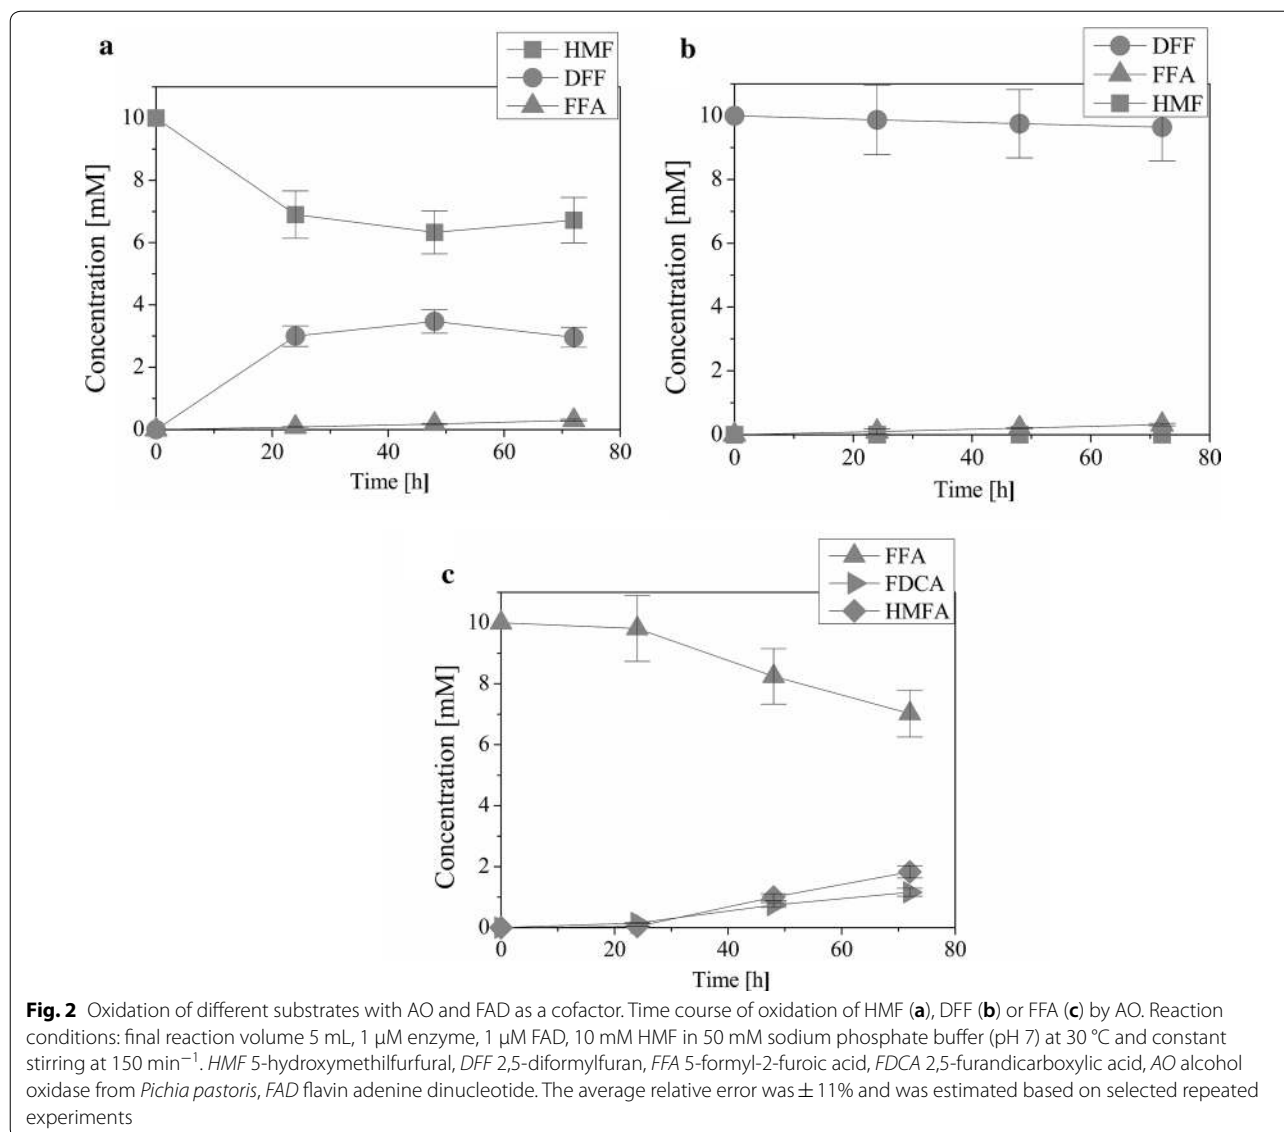 a
HMF
DFF
FFA
10
8
6
4
2
0
0 20 40 60 80
Concentration [mM]
Time [h]
b
DFF
FFA
HMF
10
8
6
4
2
0
0 20 40 60 80
Concentration [mM]
Time [h]
c
FFA
FDCA
HMFA
10
8
6
4
2
0
0 20 40 60 80
Concentration [mM]
Time [h]
Fig. 2 Oxidation of different substrates with AO and FAD as a cofactor. Time course of oxidation of HMF (a), DFF (b) or FFA (c) by AO. Reaction
conditions: final reaction volume 5 mL, 1 μM enzyme, 1 μM FAD, 10 mM HMF in 50 mM sodium phosphate buffer (pH 7) at 30 °C and constant
stirring at 150 min⁻¹. HMF 5-hydroxymethilfurfural, DFF 2,5-diformylfuran, FFA 5-formyl-2-furoic acid, FDCA 2,5-furandicarboxylic acid, AO alcohol
oxidase from Pichia pastoris, FAD flavin adenine dinucleotide. The average relative error was ± 11% and was estimated based on selected repeated
experiments